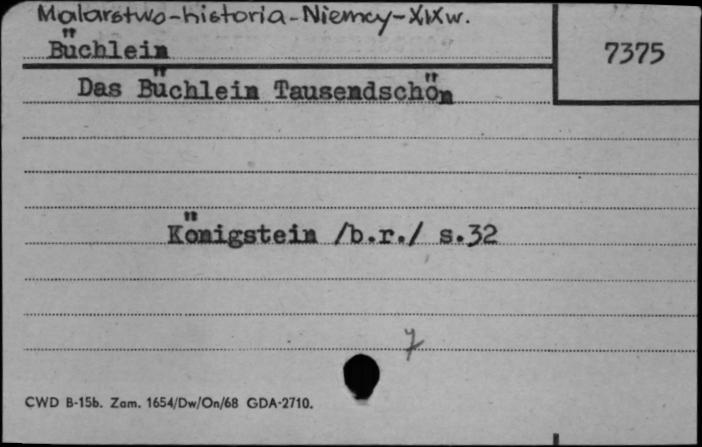 Malarstwo-historia-Niemcy-XIXw.
Büchlein
7375
Das Büchlein Tausendschön
Königstein /b.r./ s.32
7
CWD B-15b. Zam. 1654/Dw/On/68 GDA-2710.